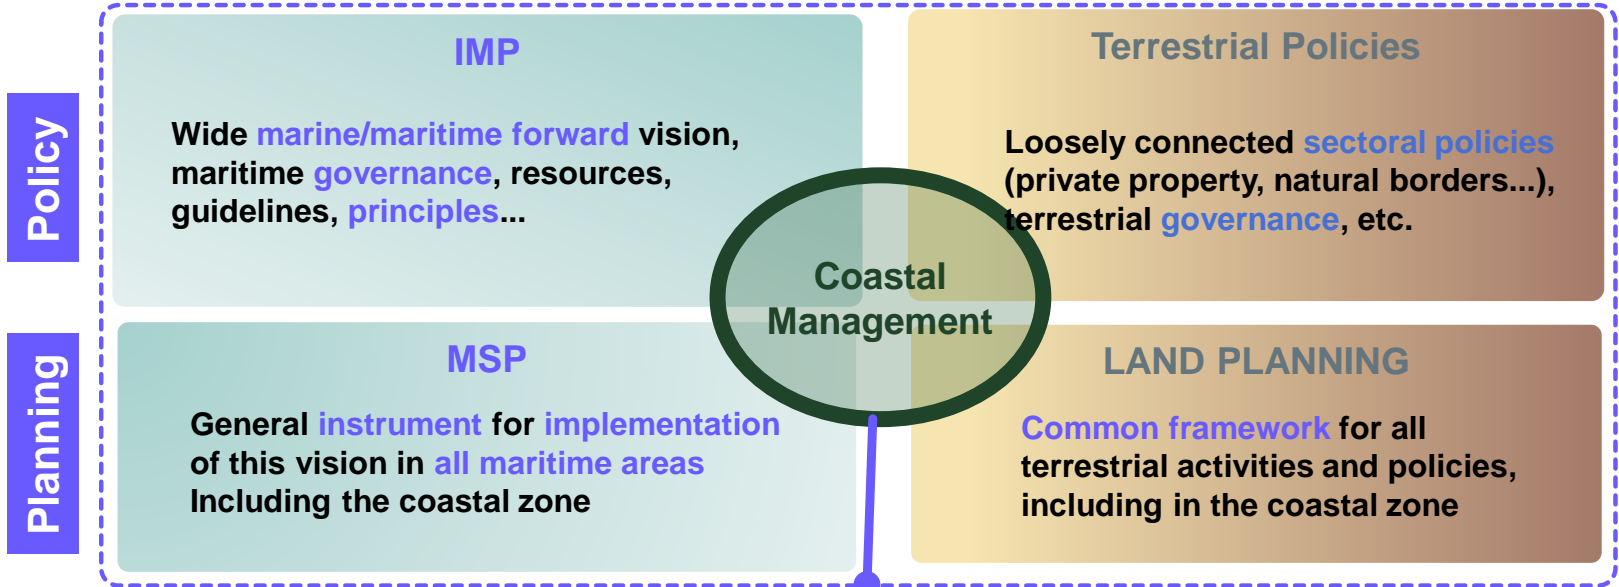 Policy
IMP
Wide marine/maritime forward vision,
maritime governance, resources,
guidelines, principles...
Terrestrial Policies
Loosely connected sectoral policies
(private property, natural borders...),
terrestrial governance, etc.
Coastal
Management
Planning
MSP
General instrument for implementation
of this vision in all maritime areas
Including the coastal zone
LAND PLANNING
Common framework for all
terrestrial activities and policies,
including in the coastal zone